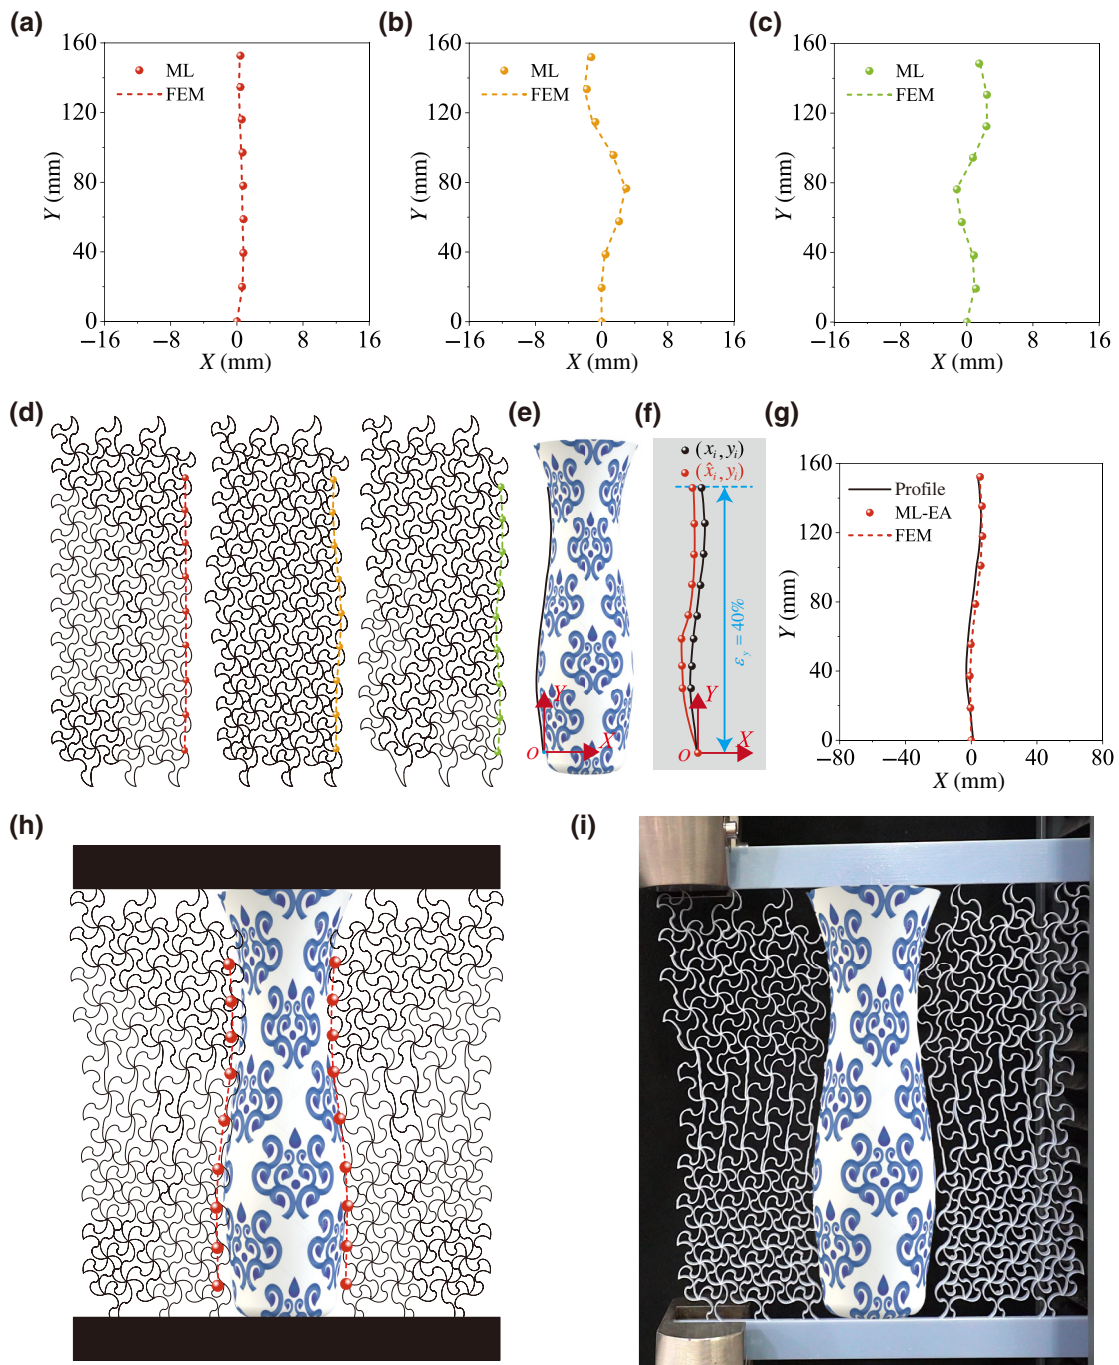 (a)
160
120
80
40
0
Y (mm)
ML
FEM
−16
−8
0
8
16
X (mm)
(b)
160
120
80
40
0
Y (mm)
ML
FEM
−16
−8
0
8
16
X (mm)
(c)
160
120
80
40
0
Y (mm)
ML
FEM
−16
−8
0
8
16
X (mm)
(d)
(e)
Y
O
X
(f)
(xᵢ, yᵢ)
(x̂ᵢ, yᵢ)
ε_y = 40%
Y
X
O
(g)
160
120
80
40
0
Y (mm)
Profile
ML-EA
FEM
−80
−40
0
40
80
X (mm)
(h)
(i)